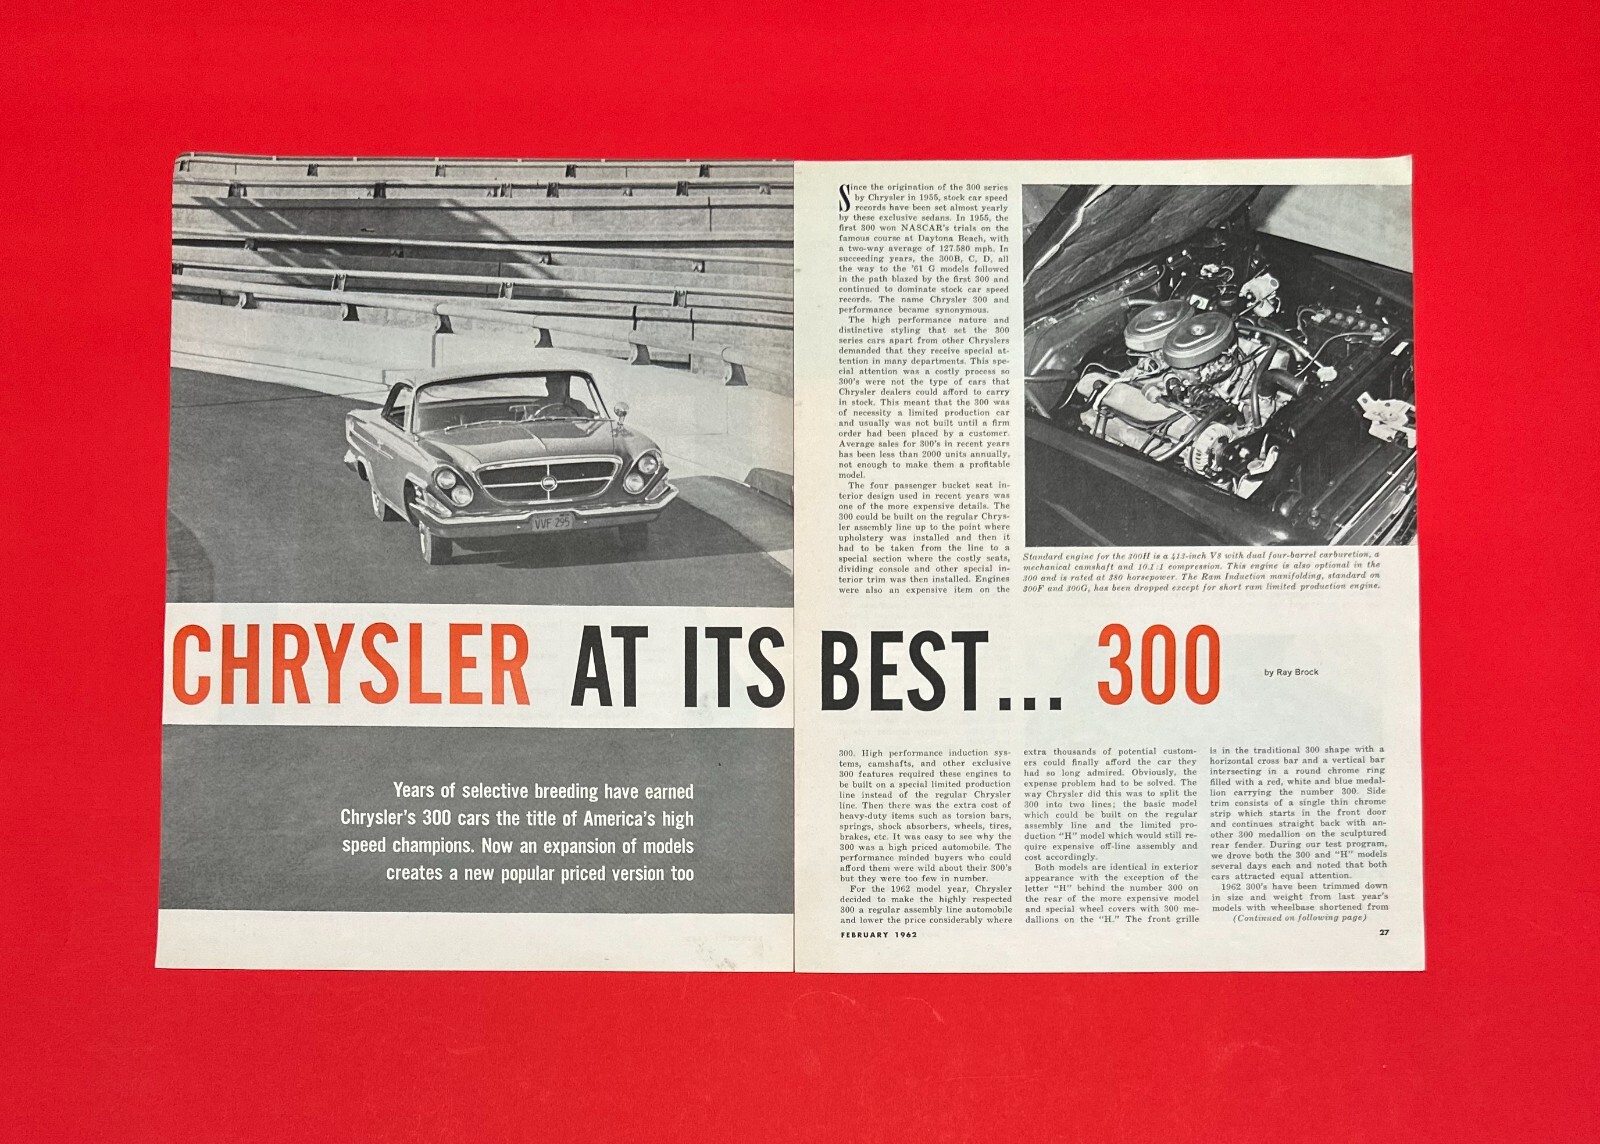 VVF 295
CHRYSLER AT ITS BEST... 300
by Ray Brock
Years of selective breeding have earned
Chrysler's 300 cars the title of America's high
speed champions. Now an expansion of models
creates a new popular priced version too
Since the origination of the 300 series
by Chrysler in 1955, stock car speed
records have been set almost yearly
by these exclusive sedans. In 1955, the
first 300 won NASCAR's trials on the
famous course at Daytona Beach, with
a two-way average of 127.580 mph. In
succeeding years, the 300B, C, D, all
the way to the '61 G models followed
in the path blazed by the first 300 and
continued to dominate stock car speed
records. The name Chrysler 300 and
performance became synonymous.
The high performance nature and
distinctive styling that set the 300
series cars apart from other Chryslers
demanded that they receive special at-
tention in many departments. This spe-
cial attention was a costly process so
300's were not the type of cars that
Chrysler dealers could afford to carry
in stock. This meant that the 300 was
of necessity a limited production car
and usually was not built until a firm
order had been placed by a customer.
Average sales for 300's in recent years
has been less than 2000 units annually,
not enough to make them a profitable
model.
The four passenger bucket seat in-
terior design used in recent years was
one of the more expensive details. The
300 could be built on the regular Chrys-
ler assembly line up to the point where
upholstery was installed and then it
had to be taken from the line to a
special section where the costly seats,
dividing console and other special in-
terior trim was then installed. Engines
were also an expensive item on the
Standard engine for the 300H is a 413-inch V8 with dual four-barrel carburetion, a
mechanical camshaft and 10.1:1 compression. This engine is also optional in the
300 and is rated at 380 horsepower. The Ram Induction manifolding, standard on
300F and 300G, has been dropped except for short ram limited production engine.
300. High performance induction sys-
tems, camshafts, and other exclusive
300 features required these engines to
be built on a special limited production
line instead of the regular Chrysler
line. Then there was the extra cost of
heavy-duty items such as torsion bars,
springs, shock absorbers, wheels, tires,
brakes, etc. It was easy to see why the
300 was a high priced automobile. The
performance minded buyers who could
afford them were wild about their 300's
but they were too few in number.
For the 1962 model year, Chrysler
decided to make the highly respected
300 a regular assembly line automobile
and lower the price considerably where
extra thousands of potential custom-
ers could finally afford the car they
had so long admired. Obviously, the
expense problem had to be solved. The
way Chrysler did this was to split the
300 into two lines; the basic model
which could be built on the regular
assembly line and the limited pro-
duction "H" model which would still re-
quire expensive off-line assembly and
cost accordingly.
Both models are identical in exterior
appearance with the exception of the
letter "H" behind the number 300 on
the rear of the more expensive model
and special wheel covers with 300 me-
dallions on the "H." The front grille
is in the traditional 300 shape with a
horizontal cross bar and a vertical bar
intersecting in a round chrome ring
filled with a red, white and blue medal-
lion carrying the number 300. Side
trim consists of a single thin chrome
strip which starts in the front door
and continues straight back with an-
other 300 medallion on the sculptured
rear fender. During our test program,
we drove both the 300 and "H" models
several days each and noted that both
cars attracted equal attention.
1962 300's have been trimmed down
in size and weight from last year's
models with wheelbase shortened from
(Continued on following page)
FEBRUARY 1962
27